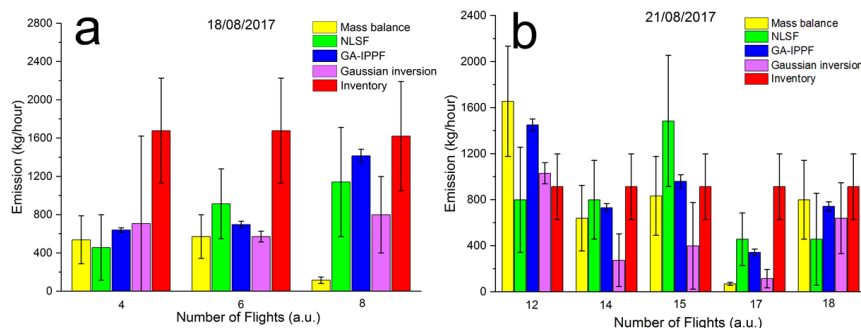 a
18/08/2017
Mass balance
NLSF
GA-IPPF
Gaussian inversion
Inventory
2800
2400
2000
1600
1200
800
400
0
Emission (kg/hour)
4 6 8
Number of Flights (a.u.)
b
21/08/2017
Mass balance
NLSF
GA-IPPF
Gaussian inversion
Inventory
2400
2000
1600
1200
800
400
0
Emission (kg/hour)
12 14 15 17 18
Number of Flights (a.u.)